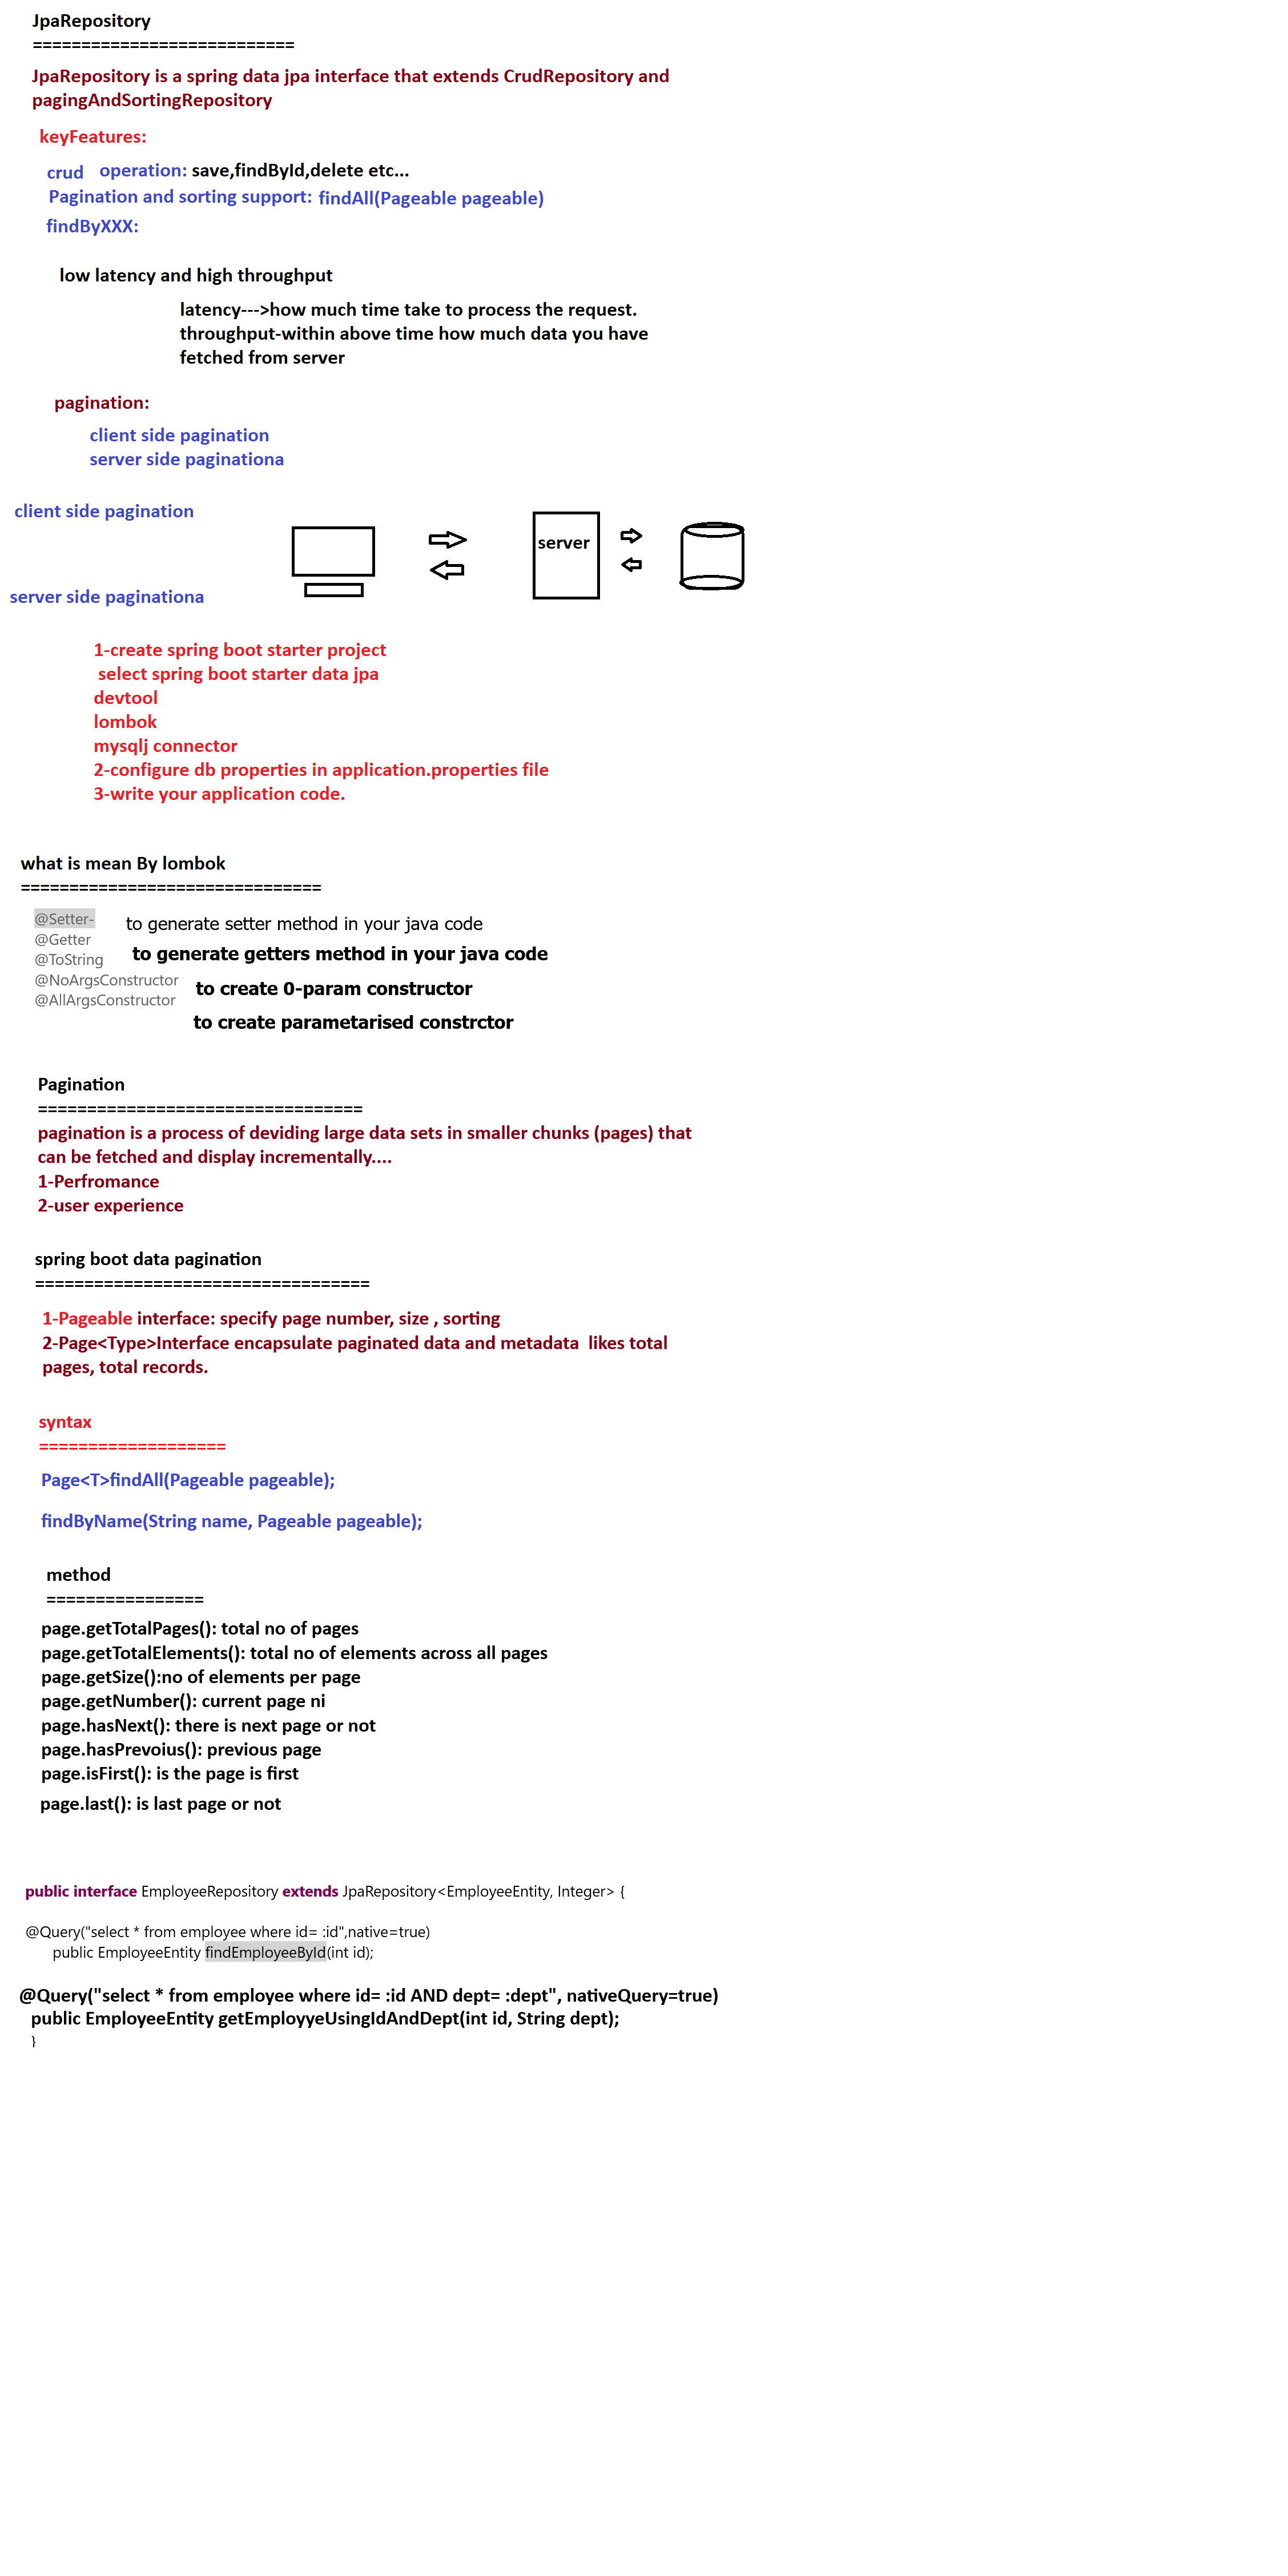 JpaRepository
===========================
JpaRepository is a spring data jpa interface that extends CrudRepository and
pagingAndSortingRepository
keyFeatures:
crud operation: save,findById,delete etc...
Pagination and sorting support: findAll(Pageable pageable)
findByXXX:
low latency and high throughput
latency--->how much time take to process the request.
throughput-within above time how much data you have
fetched from server
pagination:
client side pagination
server side paginationa
client side pagination
server
server side paginationa
1-create spring boot starter project
select spring boot starter data jpa
devtool
lombok
mysqlj connector
2-configure db properties in application.properties file
3-write your application code.
what is mean By lombok
===============================
@Setter- to generate setter method in your java code
@Getter
@ToString to generate getters method in your java code
@NoArgsConstructor to create 0-param constructor
@AllArgsConstructor
to create parametarised constrctor
Pagination
=================================
pagination is a process of deviding large data sets in smaller chunks (pages) that
can be fetched and display incrementally....
1-Perfromance
2-user experience
spring boot data pagination
==================================
1-Pageable interface: specify page number, size , sorting
2-Page<Type>Interface encapsulate paginated data and metadata  likes total
pages, total records.
syntax
===================
Page<T>findAll(Pageable pageable);
findByName(String name, Pageable pageable);
method
================
page.getTotalPages(): total no of pages
page.getTotalElements(): total no of elements across all pages
page.getSize():no of elements per page
page.getNumber(): current page ni
page.hasNext(): there is next page or not
page.hasPrevoius(): previous page
page.isFirst(): is the page is first
page.last(): is last page or not
public interface EmployeeRepository extends JpaRepository<EmployeeEntity, Integer> {
@Query("select * from employee where id= :id",native=true)
public EmployeeEntity findEmployeeById(int id);
@Query("select * from employee where id= :id AND dept= :dept", nativeQuery=true)
public EmployeeEntity getEmployyeUsingIdAndDept(int id, String dept);
}